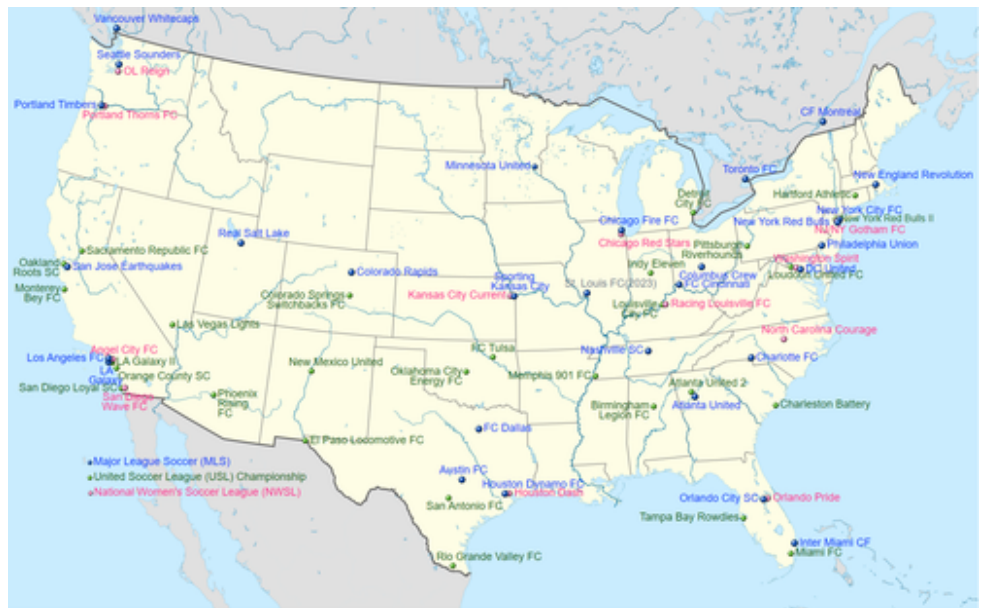 Vancouver Whitecaps
Seattle Sounders
OL Reign
Portland Timbers
Portland Thorns FC
CF Montreal
Minnesota United
Toronto FC
New England Revolution
Detroit
City FC
Hartford Athletic
New York City FC
New York Red Bulls
New York Red Bulls II
NJ/NY Gotham FC
Chicago Fire FC
Chicago Red Stars
Real Salt Lake
Sacramento Republic FC
Oakland
Roots SC
San Jose Earthquakes
Monterey
Bay FC
Pittsburgh
Riverhounds
Philadelphia Union
Washington Spirit
DC United
Loudoun United FC
Indy Eleven
Columbus Crew
FC Cincinnati
Colorado Rapids
Sporting
Kansas City
Kansas City Current
St. Louis FC(2023)
Colorado Springs
Switchbacks FC
Louisville
City FC
Racing Louisville FC
Las Vegas Lights
North Carolina Courage
Angel City FC
Los Angeles FC
LA Galaxy II
LA
Galaxy
Orange County SC
San Diego Loyal SC
San Diego
Wave FC
FC Tulsa
New Mexico United
Oklahoma City
Energy FC
Nashville SC
Charlotte FC
Memphis 901 FC
Phoenix
Rising
FC
Atlanta United 2
Atlanta United
Birmingham
Legion FC
Charleston Battery
FC Dallas
El Paso Locomotive FC
Major League Soccer (MLS)
United Soccer League (USL) Championship
National Women's Soccer League (NWSL)
Austin FC
Houston Dynamo FC
Houston Dash
San Antonio FC
Orlando City SC
Orlando Pride
Tampa Bay Rowdies
Inter Miami CF
Miami FC
Rio Grande Valley FC